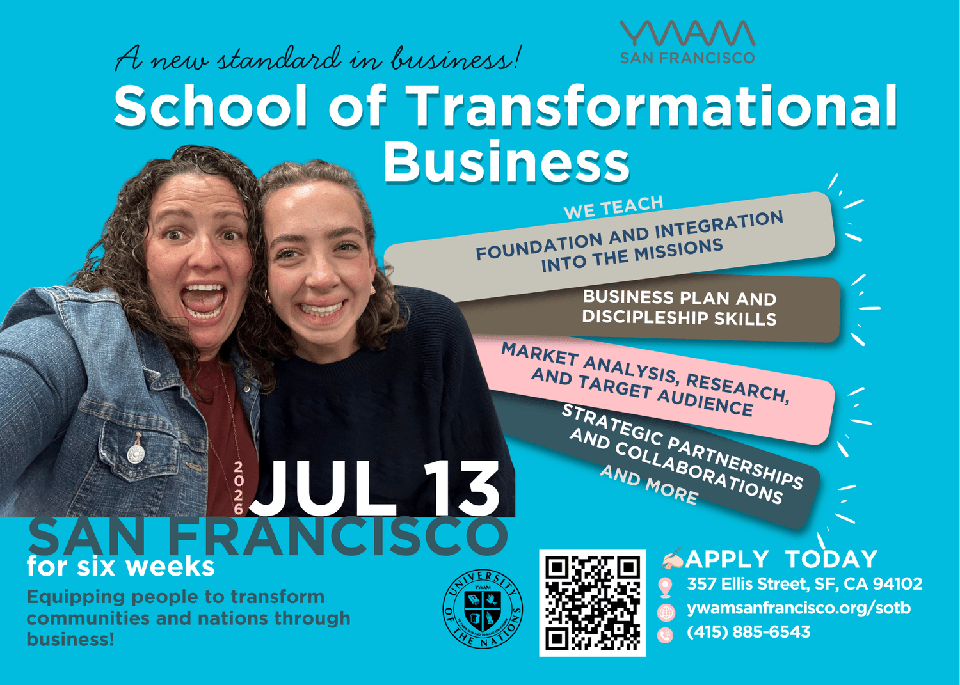 YWAM
SAN FRANCISCO
A new standard in business!
School of Transformational
Business
WE TEACH
FOUNDATION AND INTEGRATION
INTO THE MISSIONS
BUSINESS PLAN AND
DISCIPLESHIP SKILLS
MARKET ANALYSIS, RESEARCH,
AND TARGET AUDIENCE
STRATEGIC PARTNERSHIPS
AND COLLABORATIONS
AND MORE
2026
JUL 13
SAN FRANCISCO
for six weeks
Equipping people to transform
communities and nations through
business!
UNIVERSITY
OF THE NATIONS
YWAM
APPLY TODAY
357 Ellis Street, SF, CA 94102
ywamsanfrancisco.org/sotb
(415) 885-6543